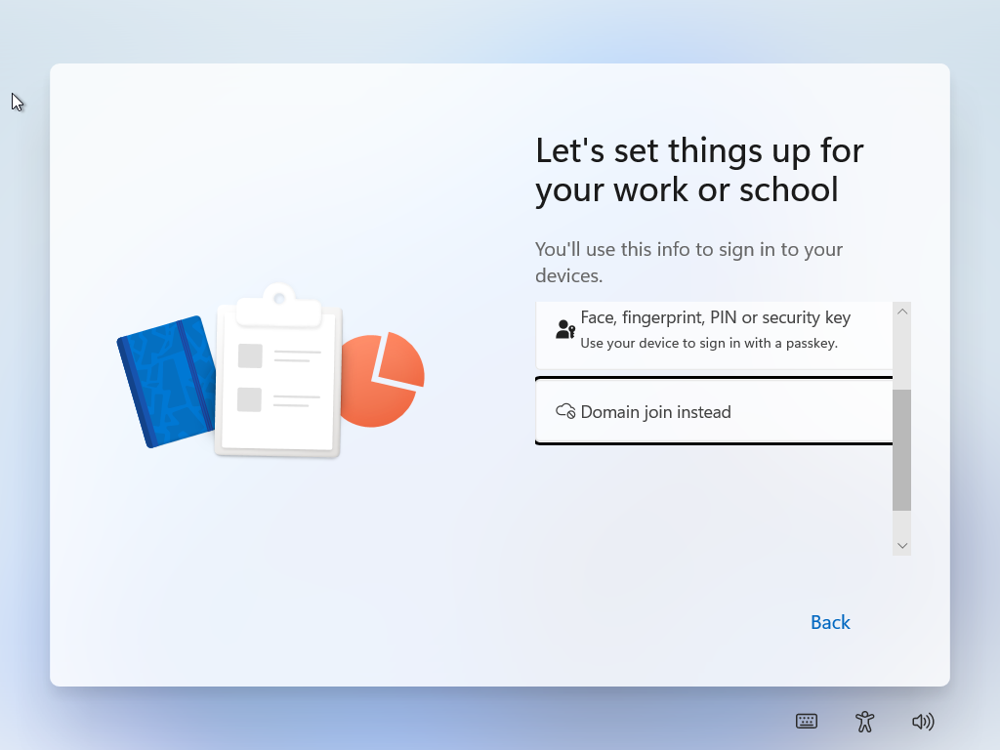 Let's set things up for
your work or school
You'll use this info to sign in to your
devices.
Face, fingerprint, PIN or security key
Use your device to sign in with a passkey.
Domain join instead
Back